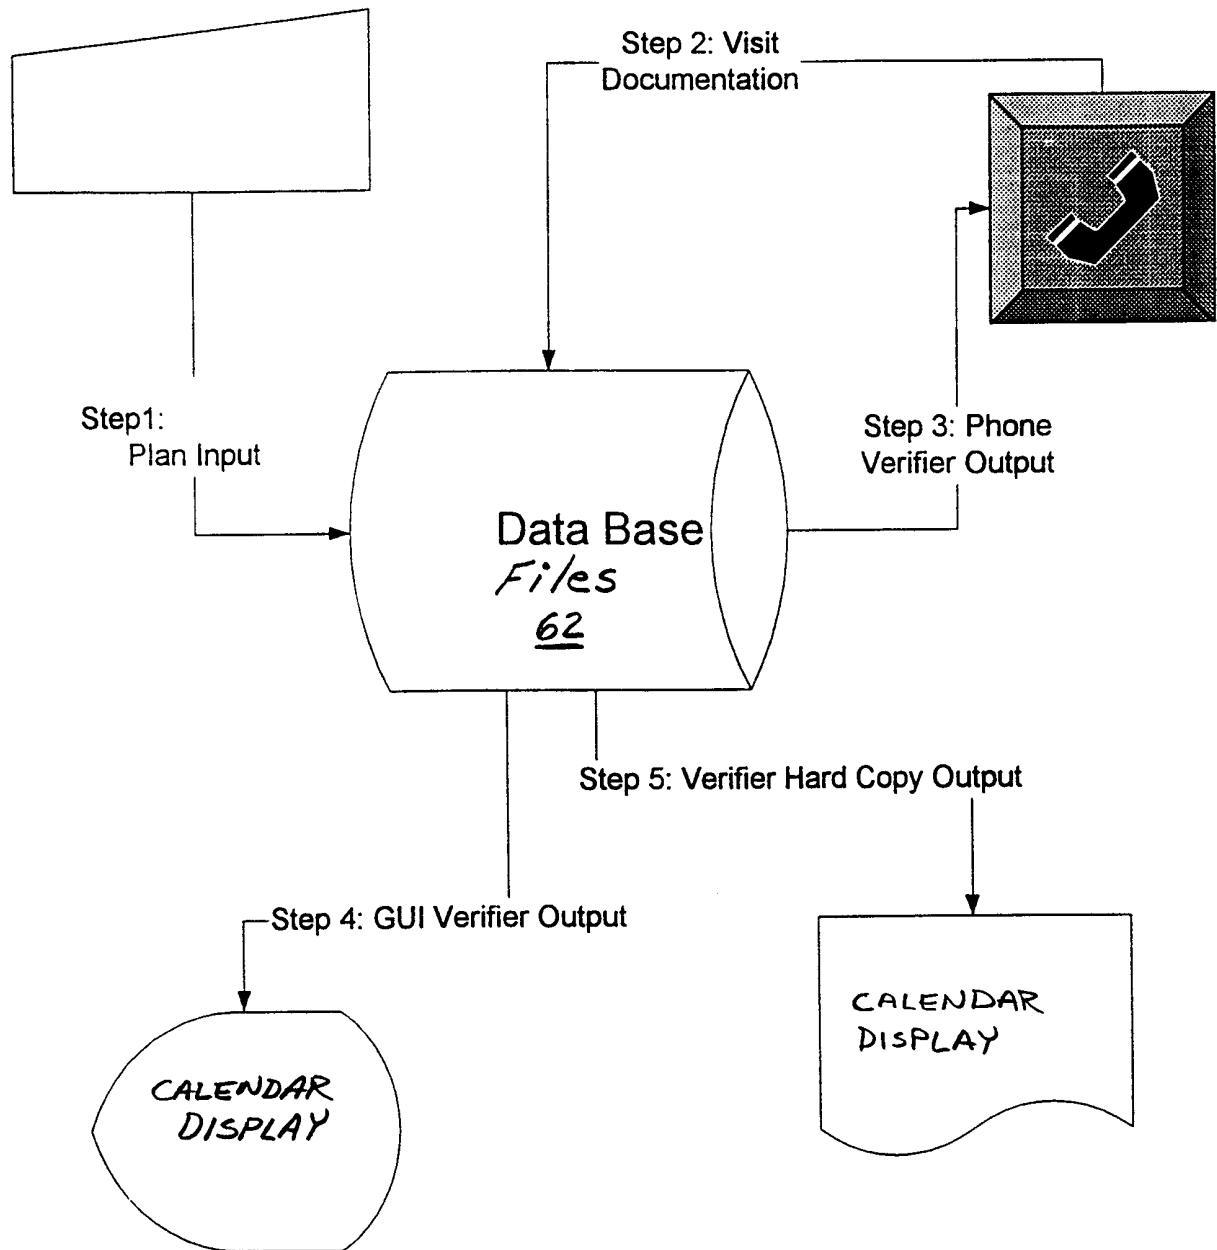 Step 2: Visit
Documentation
Step1:
Plan Input
Step 3: Phone
Verifier Output
Data Base
Files
62
Step 5: Verifier Hard Copy Output
Step 4: GUI Verifier Output
CALENDAR
DISPLAY
CALENDAR
DISPLAY